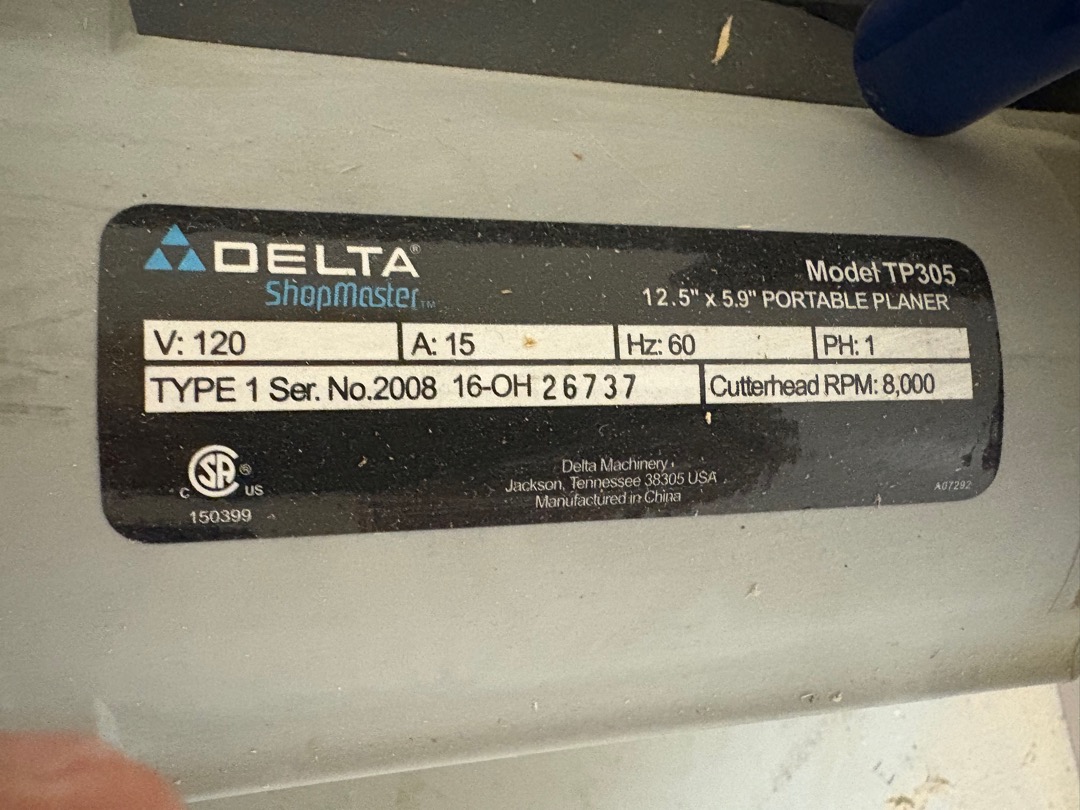 DELTA®
ShopMaster™
Model TP305
12.5" x 5.9" PORTABLE PLANER
V: 120 A: 15 Hz: 60 PH: 1
TYPE 1 Ser. No.2008 16-OH 26737 Cutterhead RPM: 8,000
SA®
C US
150399
Delta Machinery
Jackson, Tennessee 38305 USA
Manufactured in China
A07292